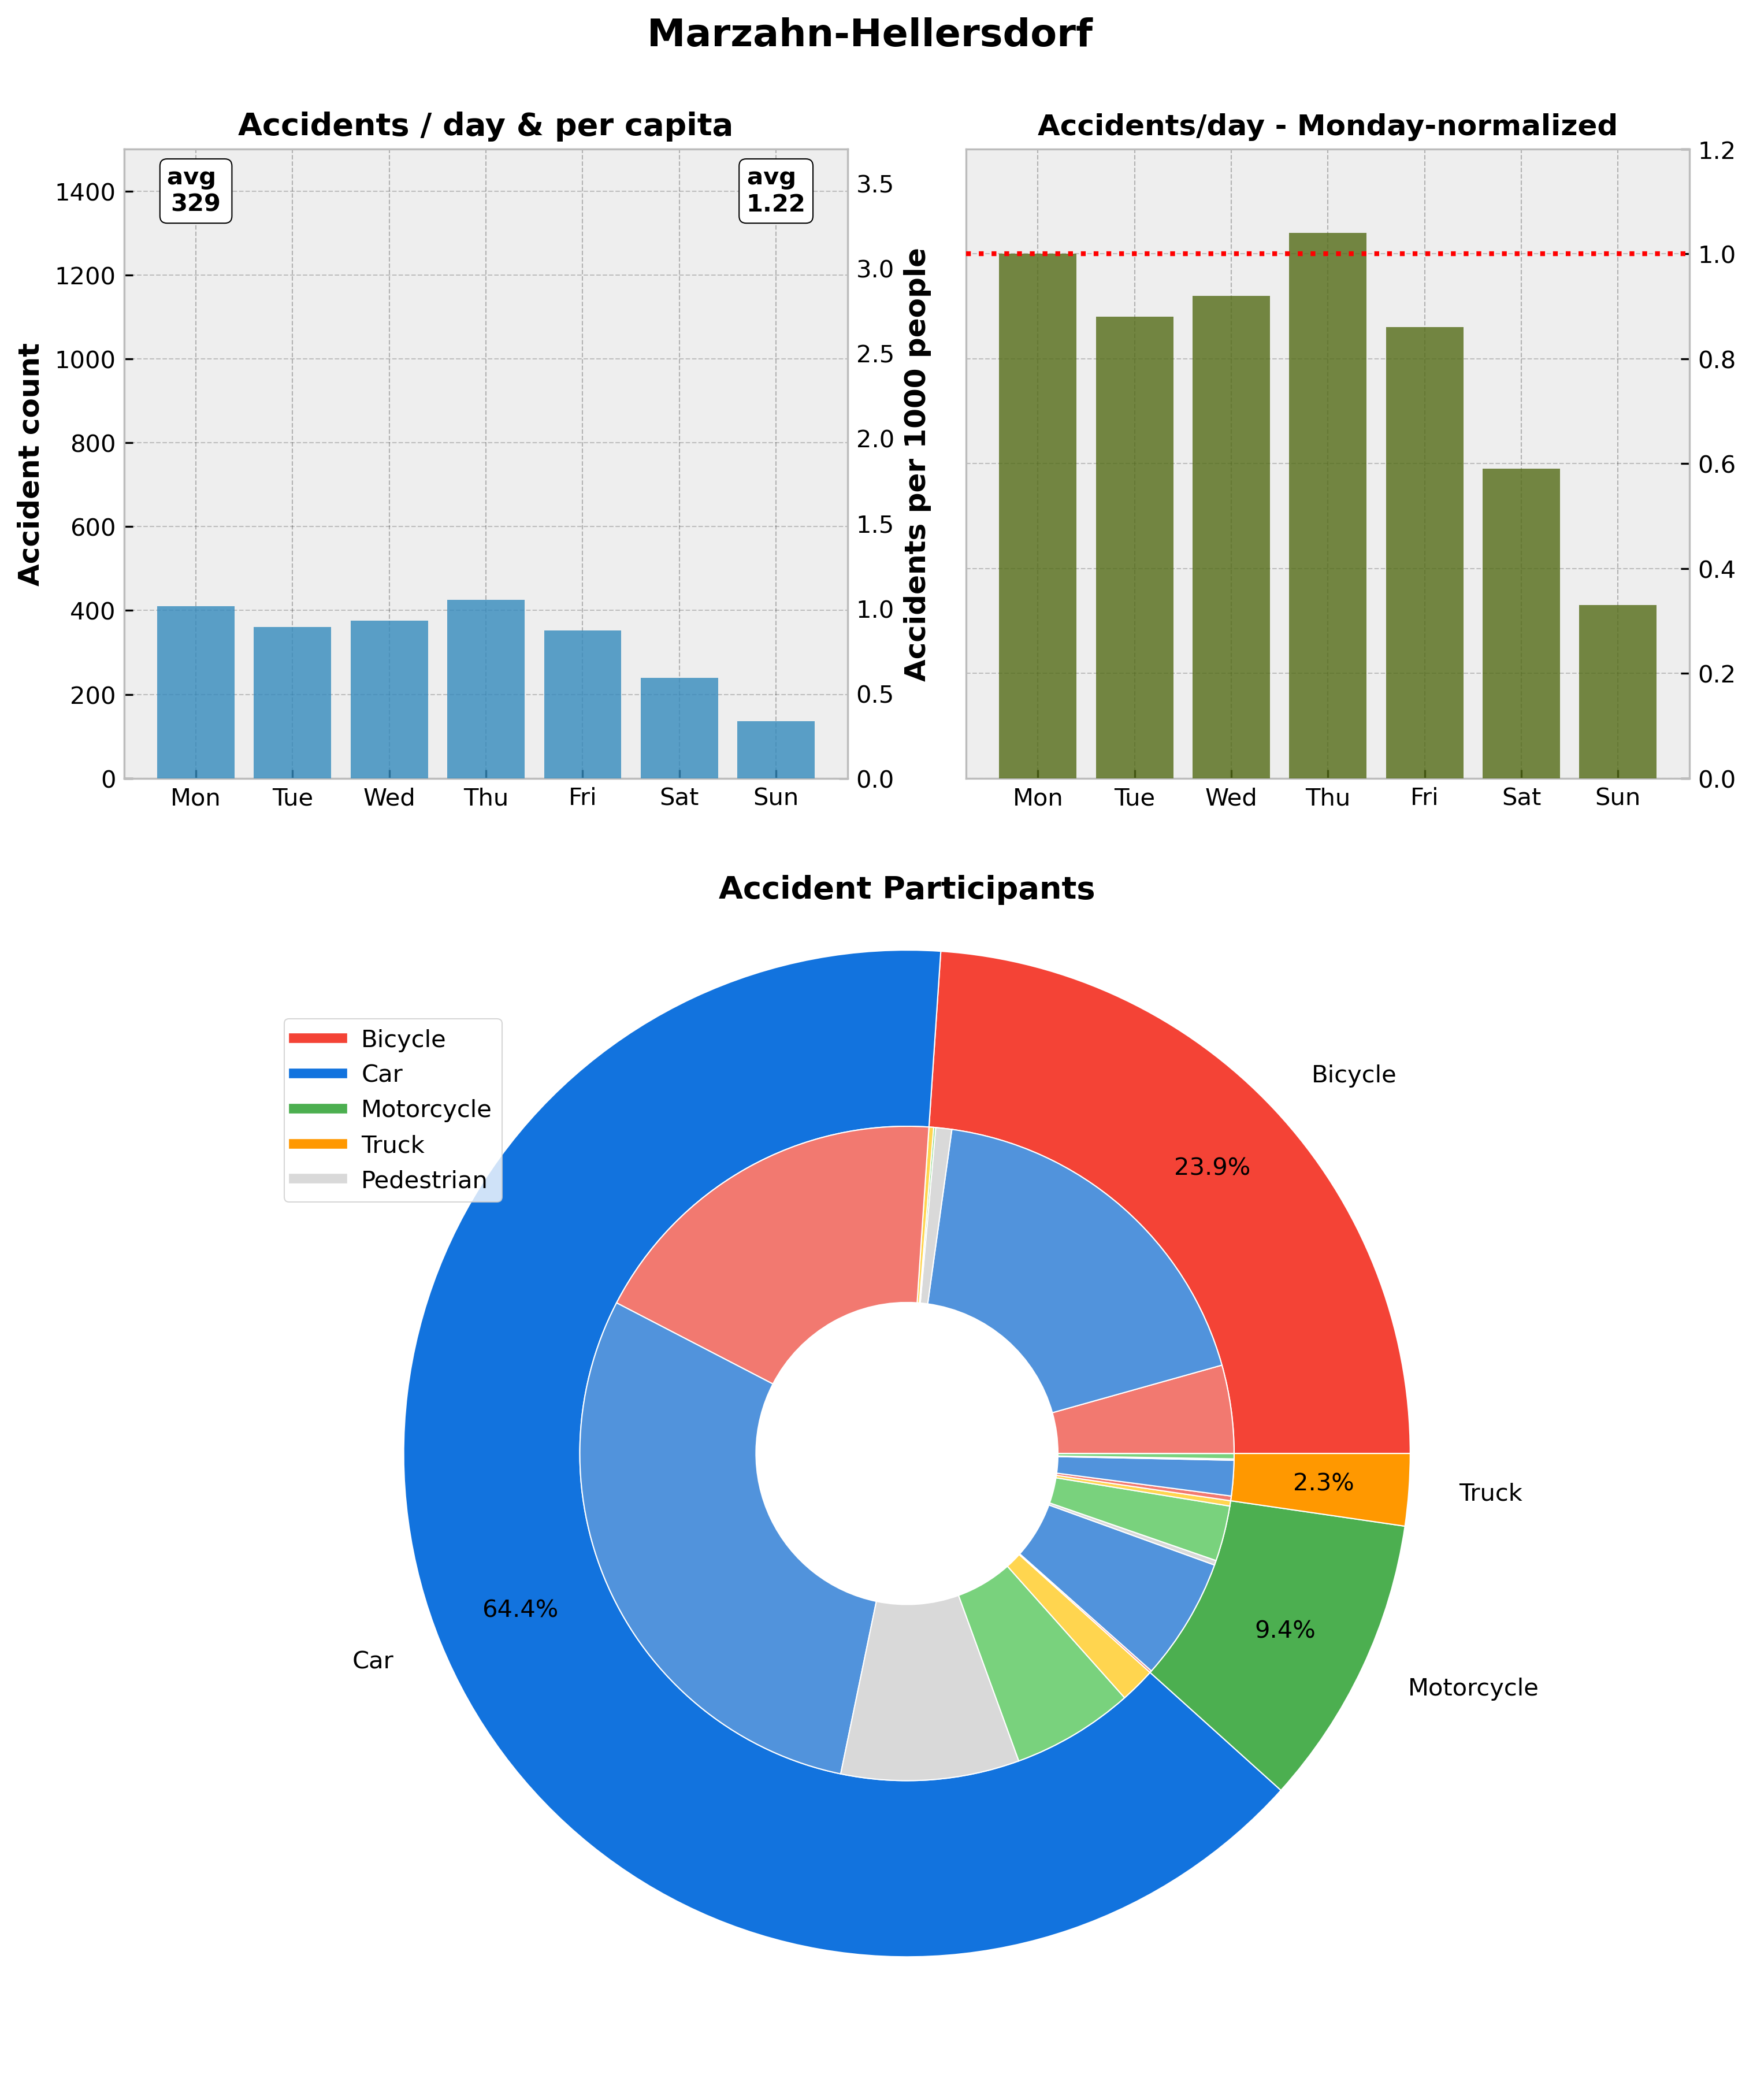 Marzahn-Hellersdorf
Accidents / day & per capita
Accident count
1400
1200
1000
800
600
400
200
0
avg
329
avg
1.22
3.5
3.0
2.5
2.0
1.5
1.0
0.5
0.0
Accidents per 1000 people
Mon Tue Wed Thu Fri Sat Sun
Accidents/day - Monday-normalized
1.2
1.0
0.8
0.6
0.4
0.2
0.0
Mon Tue Wed Thu Fri Sat Sun
Accident Participants
Bicycle
Car
Motorcycle
Truck
Pedestrian
Bicycle
23.9%
2.3%
Truck
9.4%
Motorcycle
64.4%
Car